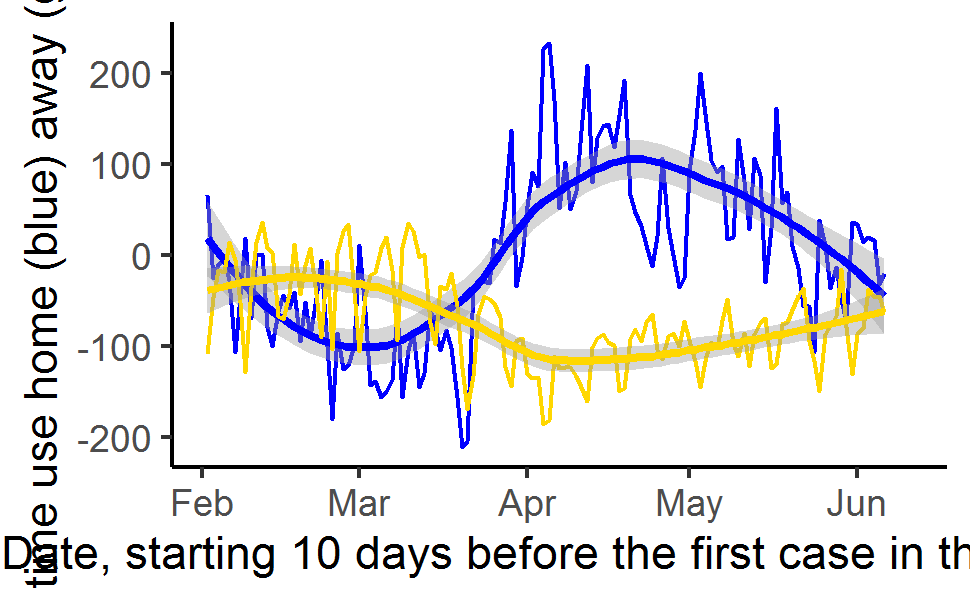 time use home (blue) away (
200
100
0
-100
-200
Feb Mar Apr May Jun
Date, starting 10 days before the first case in th